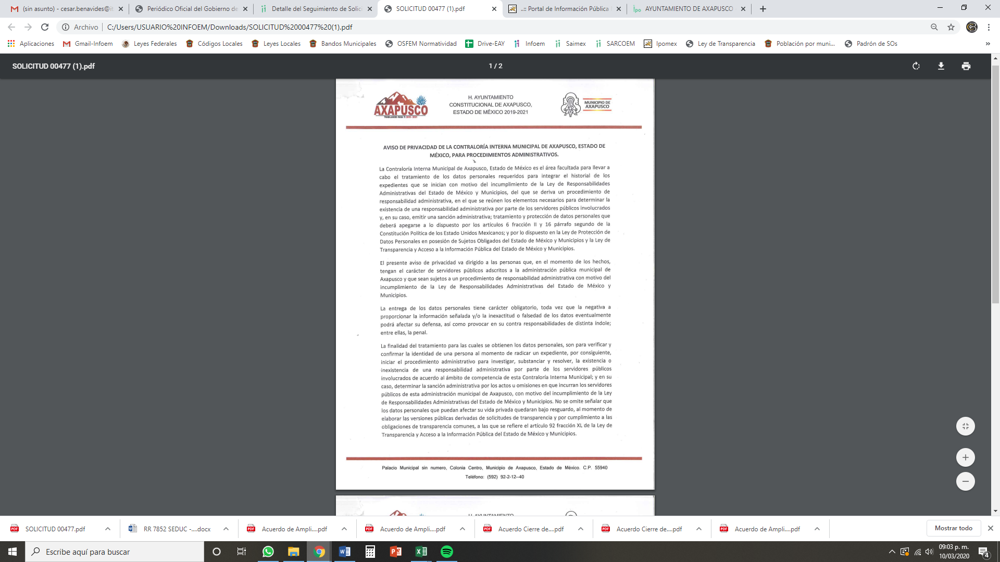 (sin asunto) - cesar.benavides@it
Periódico Oficial del Gobierno de
Detalle del Seguimiento de Solici
SOLICITUD 00477 (1).pdf
..:: Portal de Información Pública
AYUNTAMIENTO DE AXAPUSCO
Archivo
C:/Users/USUARIO%20INFOEM/Downloads/SOLICITUD%2000477%20(1).pdf
Aplicaciones
Gmail-Infoem
Leyes Federales
Códigos Locales
Leyes Locales
Bandos Municipales
OSFEM Normatividad
Drive-EAY
Infoem
Saimex
SARCOEM
Ipomex
Ley de Transparencia
Población por muni...
Padrón de SOs
»
SOLICITUD 00477 (1).pdf
1 / 2
AXAPUSCO
TRABAJANDO PARA TI 2019 - 2021
H. AYUNTAMIENTO
CONSTITUCIONAL DE AXAPUSCO,
ESTADO DE MÉXICO 2019-2021
MUNICIPIO DE
AXAPUSCO
AVISO DE PRIVACIDAD DE LA CONTRALORÍA INTERNA MUNICIPAL DE AXAPUSCO, ESTADO DE
MÉXICO, PARA PROCEDIMIENTOS ADMINISTRATIVOS.
La Contraloría Interna Municipal de Axapusco, Estado de México es el área facultada para llevar a
cabo el tratamiento de los datos personales requeridos para integrar el historial de los
expedientes que se inician con motivo del incumplimiento de la Ley de Responsabilidades
Administrativas del Estado de México y Municipios, del que se deriva un procedimiento de
responsabilidad administrativa, en el que se reúnen los elementos necesarios para determinar la
existencia de una responsabilidad administrativa por parte de los servidores públicos involucrados
y, en su caso, emitir una sanción administrativa; tratamiento y protección de datos personales que
deberá apegarse a lo dispuesto por los artículos 6 fracción II y 16 párrafo segundo de la
Constitución Política de los Estado Unidos Mexicanos; y por lo dispuesto en la Ley de Protección de
Datos Personales en posesión de Sujetos Obligados del Estado de México y Municipios y la Ley de
Transparencia y Acceso a la Información Pública del Estado de México y Municipios.
El presente aviso de privacidad va dirigido a las personas que, en el momento de los hechos,
tengan el carácter de servidores públicos adscritos a la administración pública municipal de
Axapusco y que sean sujetos a un procedimiento de responsabilidad administrativa con motivo del
incumplimiento de la Ley de Responsabilidades Administrativas del Estado de México y
Municipios.
La entrega de los datos personales tiene carácter obligatorio, toda vez que la negativa a
proporcionar la información señalada y/o la inexactitud o falsedad de los datos eventualmente
podrá afectar su defensa, así como provocar en su contra responsabilidades de distinta índole;
entre ellas, la penal.
La finalidad del tratamiento para las cuales se obtienen los datos personales, son para verificar y
confirmar la identidad de una persona al momento de radicar un expediente, por consiguiente,
iniciar el procedimiento administrativo para investigar, substanciar y resolver, la existencia o
inexistencia de una responsabilidad administrativa por parte de los servidores públicos
involucrados de acuerdo al ámbito de competencia de esta Contraloría Interna Municipal; y en su
caso, determinar la sanción administrativa por los actos u omisiones en que incurran los servidores
públicos de esta administración municipal de Axapusco, con motivo del incumplimiento de la Ley
de Responsabilidades Administrativas del Estado de México y Municipios. No se omite señalar que
los datos personales que puedan afectar su vida privada quedaran bajo resguardo, al momento de
elaborar las versiones públicas derivadas de solicitudes de transparencia y por cumplimiento a las
obligaciones de transparencia comunes, a las que se refiere el artículo 92 fracción XL de la Ley de
Transparencia y Acceso a la Información Pública del Estado de México y Municipios.
Palacio Municipal sin numero, Colonia Centro, Municipio de Axapusco, Estado de México. C.P. 55940
Teléfono: (592) 92-2-12--40
H. AYUNTAMIENTO
SOLICITUD 00477.pdf
RR 7852 SEDUC -....docx
Acuerdo de Ampli....pdf
Acuerdo de Ampli....pdf
Acuerdo Cierre de....pdf
Acuerdo Cierre de....pdf
Acuerdo de Ampli....pdf
Mostrar todo
Escribe aquí para buscar
09:03 p. m.
10/03/2020
4